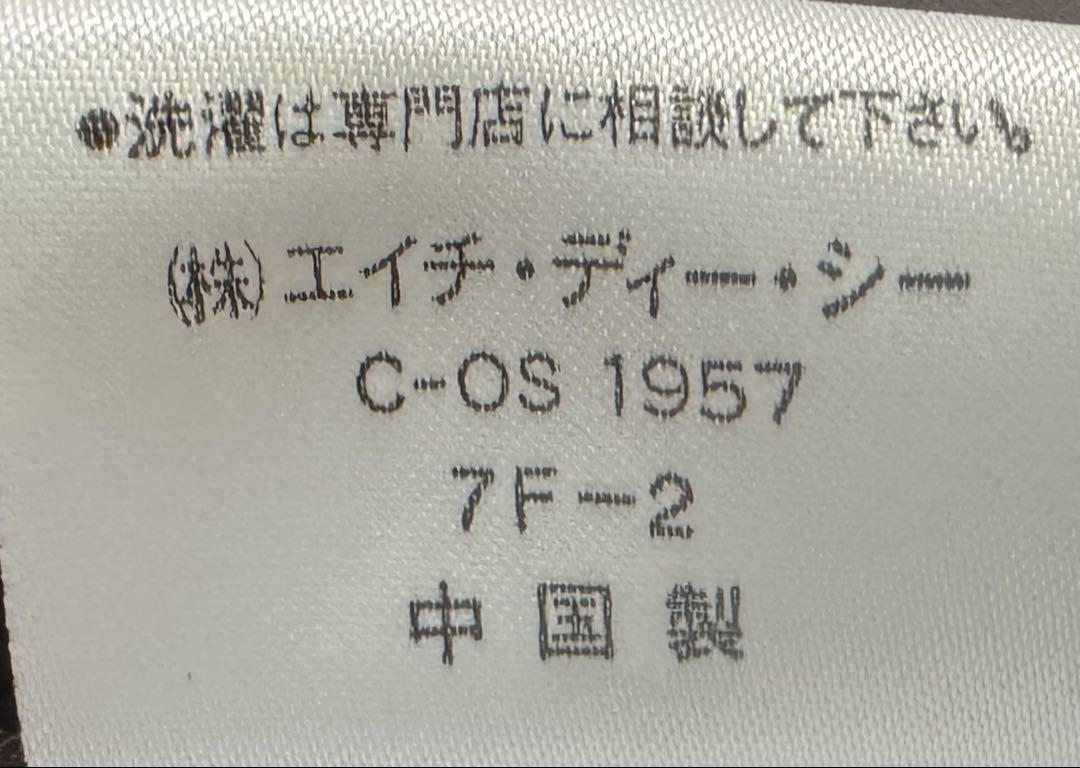 ●洗濯は専門店に相談して下さい。
㈱エイチ・ディー・シー
C-OS 1957
7F-2
中国製